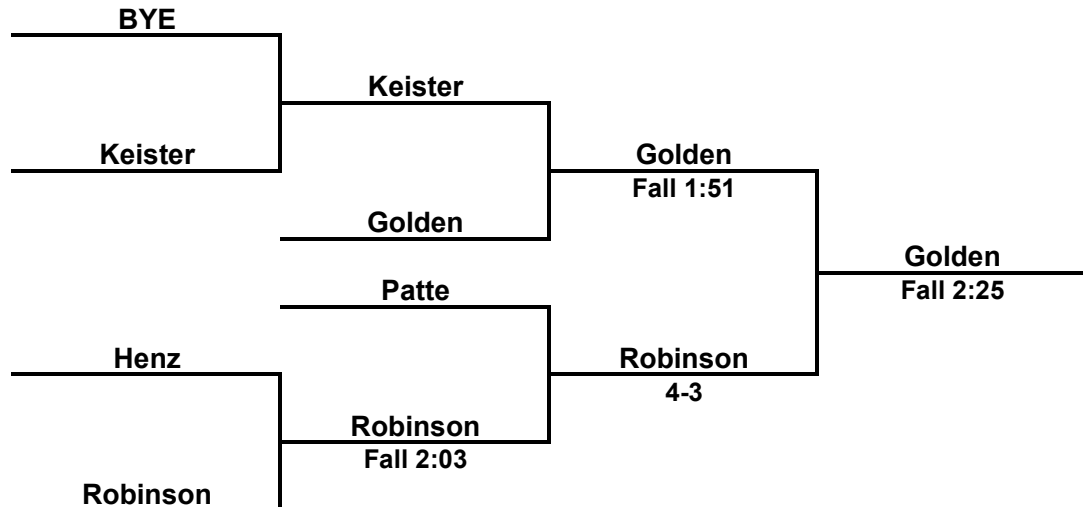 BYE
Keister
Keister
Golden
Golden
Fall 1:51
Golden
Fall 2:25
Patte
Henz
Robinson
4-3
Robinson
Fall 2:03
Robinson